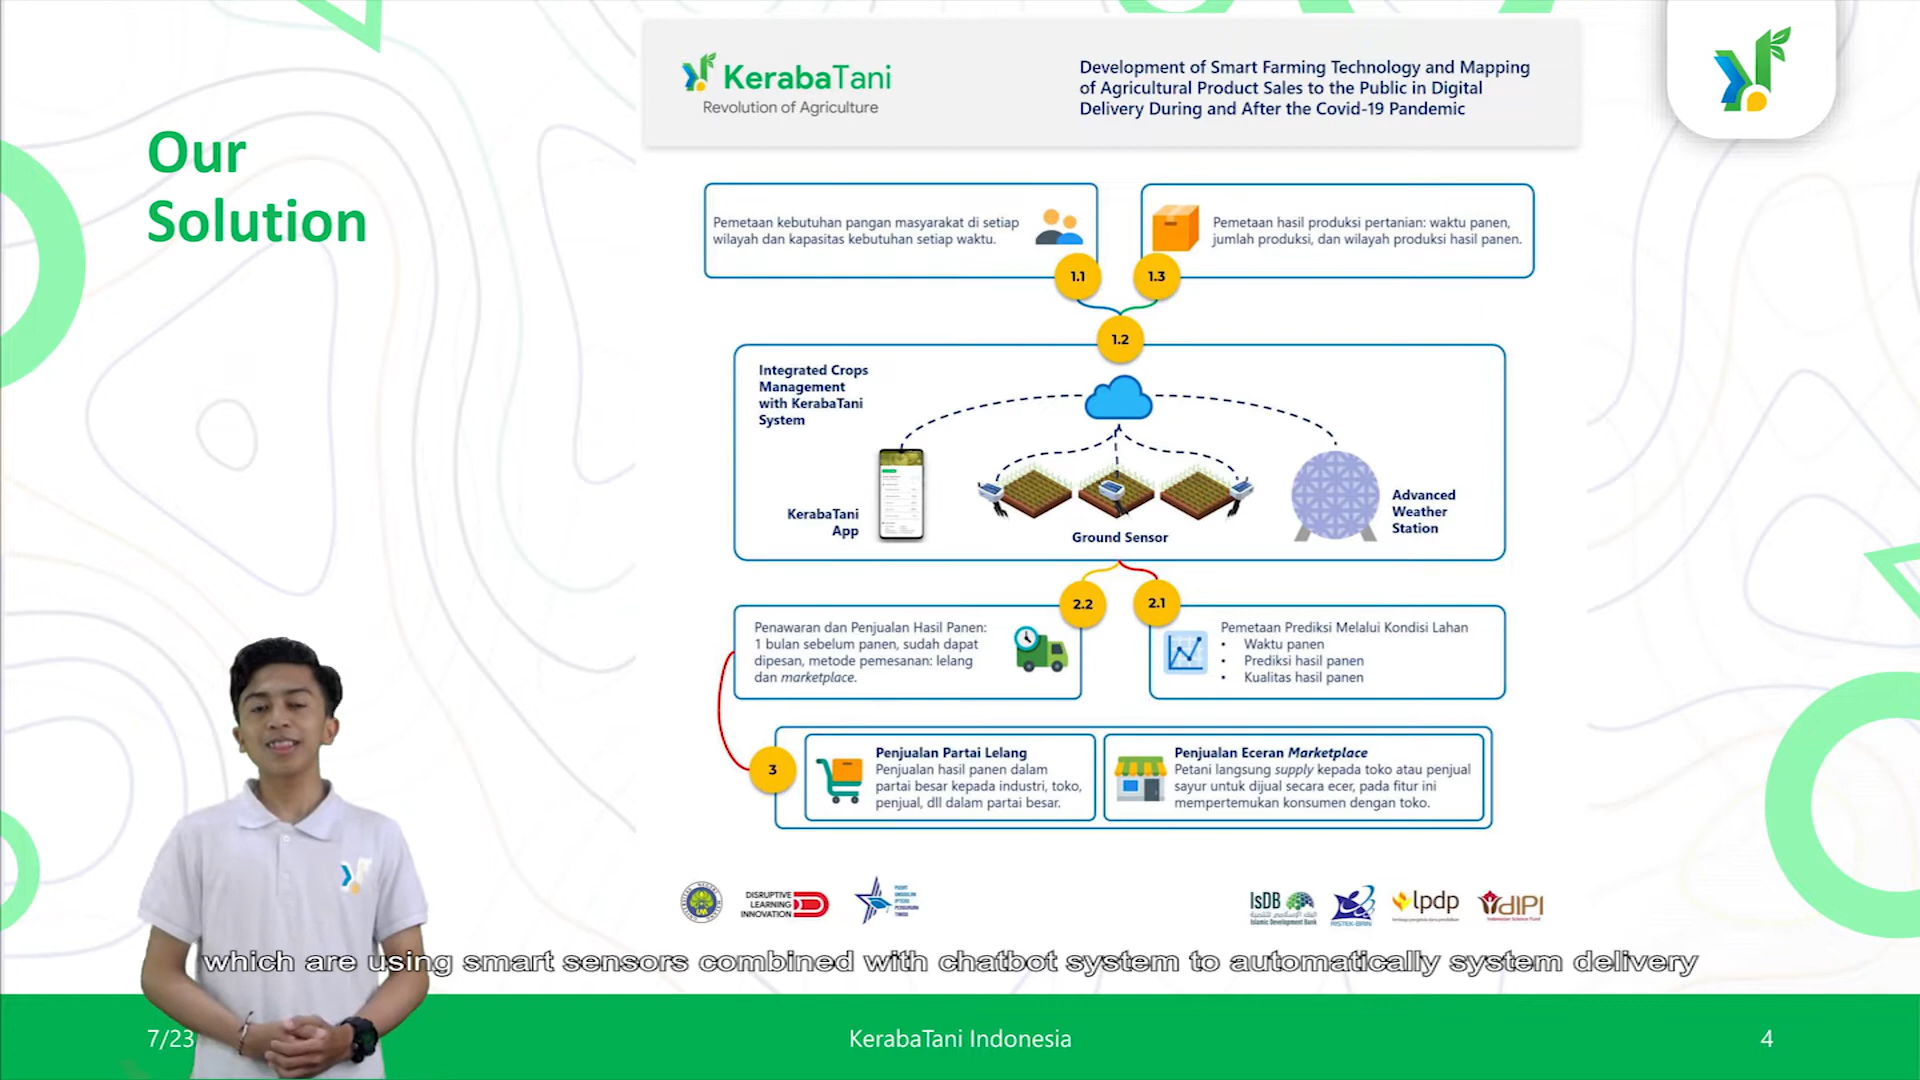 KerabaTani
Revolution of Agriculture
Development of Smart Farming Technology and Mapping
of Agricultural Product Sales to the Public in Digital
Delivery During and After the Covid-19 Pandemic
Our
Solution
Pemetaan kebutuhan pangan masyarakat di setiap
wilayah dan kapasitas kebutuhan setiap waktu.
1.1
Pemetaan hasil produksi pertanian: waktu panen,
jumlah produksi, dan wilayah produksi hasil panen.
1.3
1.2
Integrated Crops
Management
with KerabaTani
System
KerabaTani
App
Ground Sensor
Advanced
Weather
Station
2.2
2.1
Penawaran dan Penjualan Hasil Panen:
1 bulan sebelum panen, sudah dapat
dipesan, metode pemesanan: lelang
dan marketplace.
Pemetaan Prediksi Melalui Kondisi Lahan
• Waktu panen
• Prediksi hasil panen
• Kualitas hasil panen
3
Penjualan Partai Lelang
Penjualan hasil panen dalam
partai besar kepada industri, toko,
penjual, dll dalam partai besar.
Penjualan Eceran Marketplace
Petani langsung supply kepada toko atau penjual
sayur untuk dijual secara ecer, pada fitur ini
mempertemukan konsumen dengan toko.
DISRUPTIVE
LEARNING
INNOVATION
IsDB
Islamic Development Bank
RISTEK-BRIN
lpdp
dIPI
Indonesian Science Fund
which are using smart sensors combined with chatbot system to automatically system delivery
7/23
KerabaTani Indonesia
4